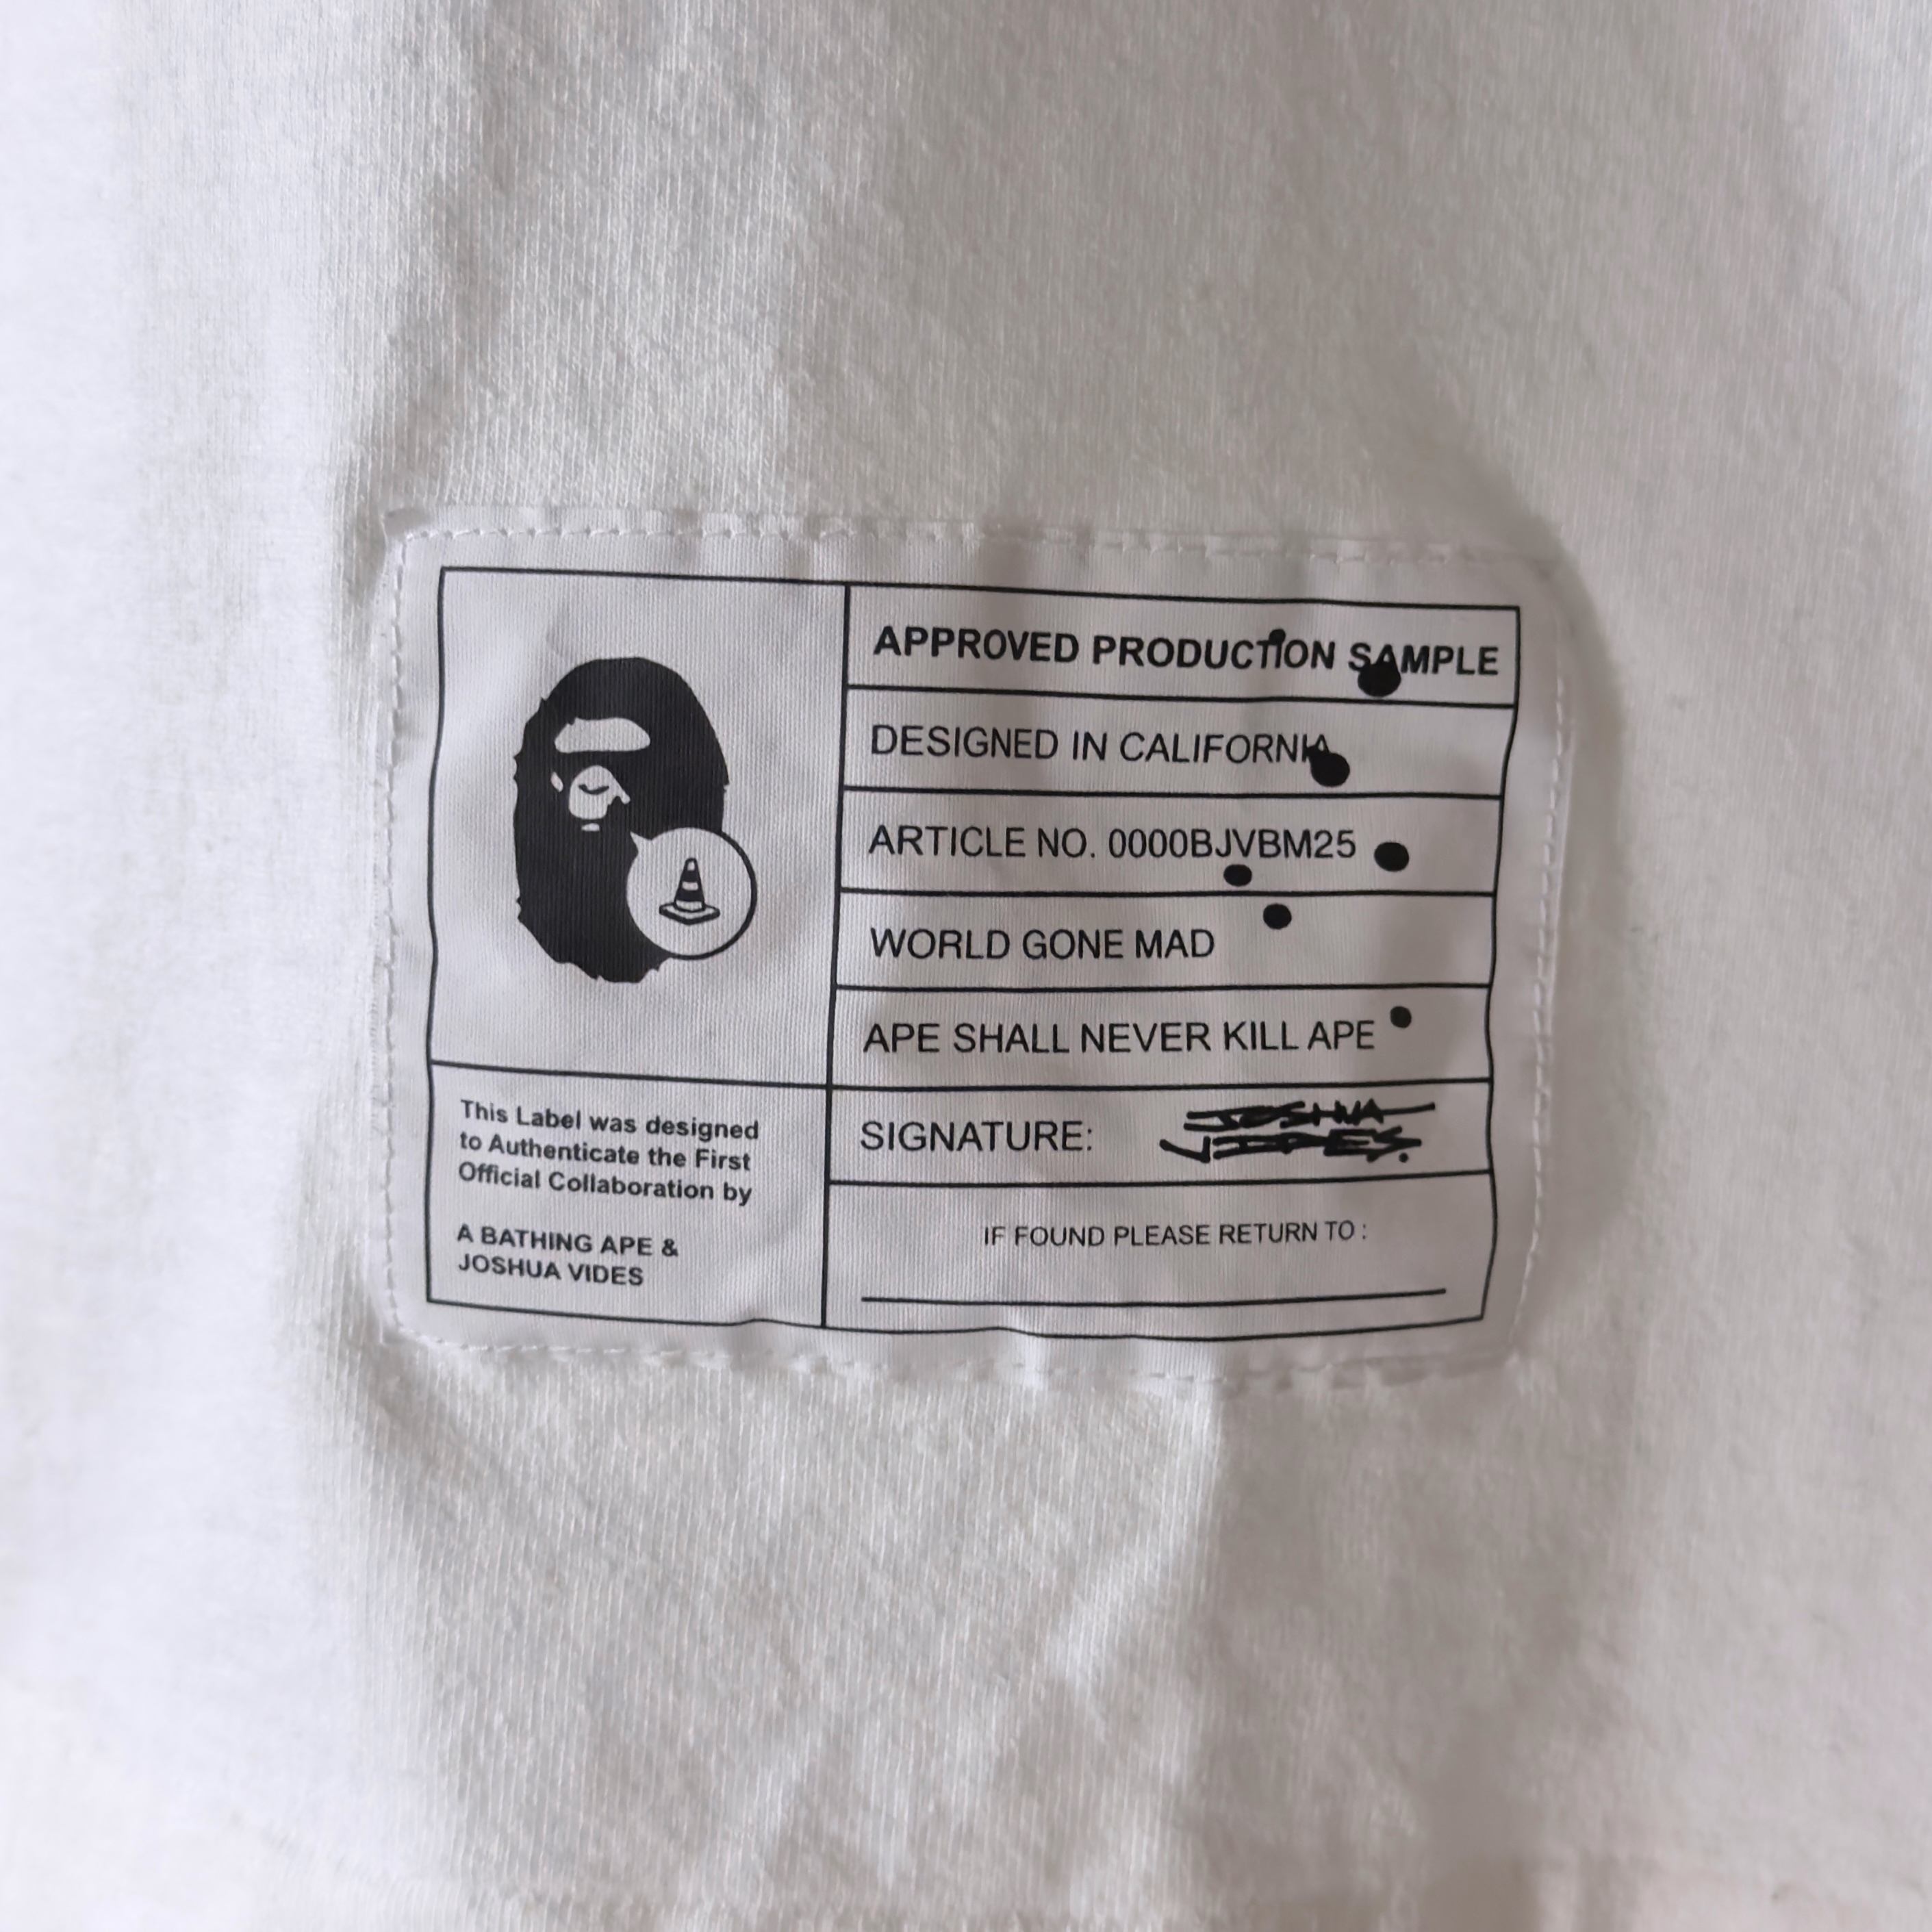 APPROVED PRODUCTION SAMPLE
DESIGNED IN CALIFORNIA
ARTICLE NO. 0000BJVBM25
WORLD GONE MAD
APE SHALL NEVER KILL APE
SIGNATURE: JOSHUA
VIDES.
IF FOUND PLEASE RETURN TO :
This Label was designed
to Authenticate the First
Official Collaboration by
A BATHING APE &
JOSHUA VIDES